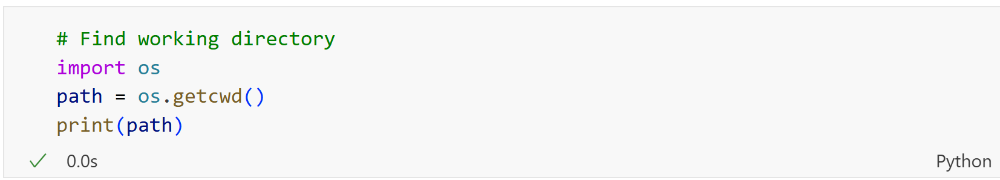 # Find working directory
import os
path = os.getcwd()
print(path)
✓ 0.0s
Python